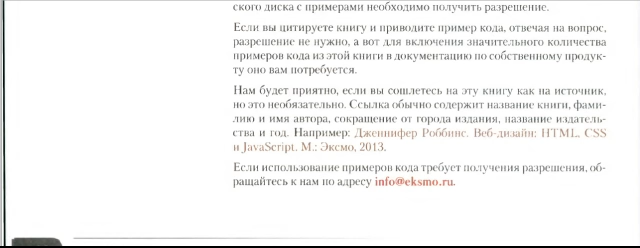 ского диска с примерами необходимо получить разрешение.
Если вы цитируете книгу и приводите пример кода, отвечая на вопрос,
разрешение не нужно, а вот для включения значительного количества
примеров кода из этой книги в документацию по собственному продук-
ту оно вам потребуется.
Нам будет приятно, если вы сошлетесь на эту книгу как на источник,
но это необязательно. Ссылка обычно содержит название книги, фами-
лию и имя автора, сокращение от города издания, название издатель-
ства и год. Например: Дженнифер Роббинс. Веб-дизайн: HTML, CSS
и JavaScript. М.: Эксмо, 2013.
Если использование примеров кода требует получения разрешения, об-
ращайтесь к нам по адресу info@eksmo.ru.